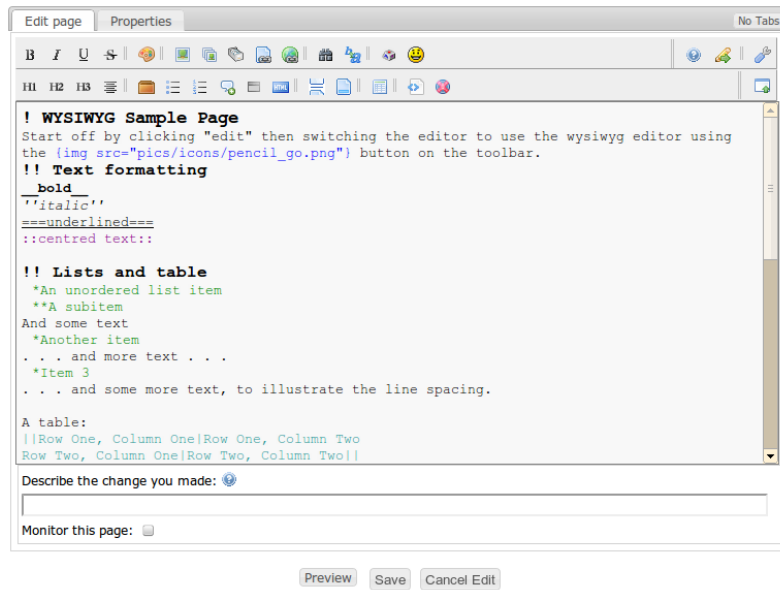 Edit page Properties No Tabs
B I U S
H1 H2 H3
! WYSIWYG Sample Page
Start off by clicking "edit" then switching the editor to use the wysiwyg editor using
the {img src="pics/icons/pencil_go.png"} button on the toolbar.
!! Text formatting
__bold__
''italic''
===underlined===
::centred text::
!! Lists and table
*An unordered list item
**A subitem
And some text
*Another item
. . . and more text . . .
*Item 3
. . . and some more text, to illustrate the line spacing.
A table:
||Row One, Column One|Row One, Column Two
Row Two, Column One|Row Two, Column Two||
Describe the change you made:
Monitor this page:
Preview Save Cancel Edit